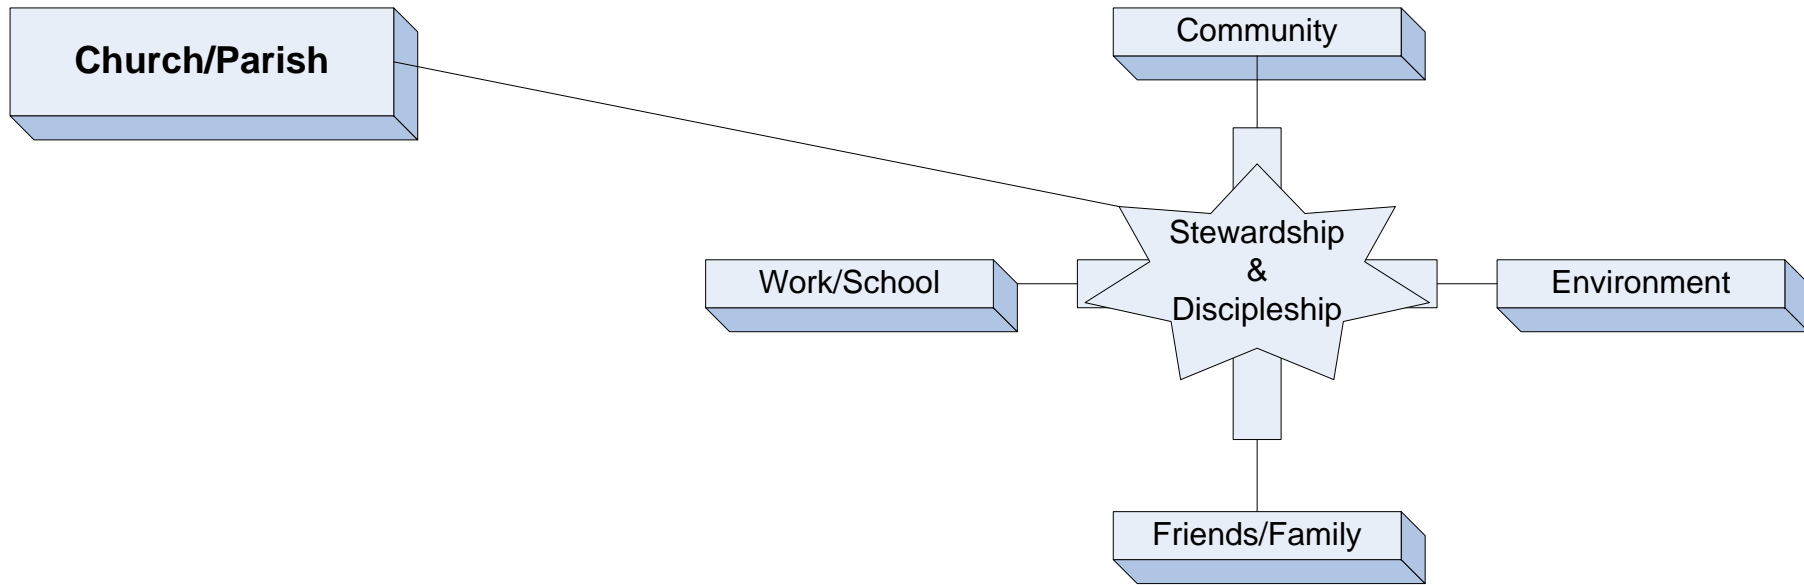 Church/Parish
Community
Stewardship
&
Discipleship
Work/School
Environment
Friends/Family